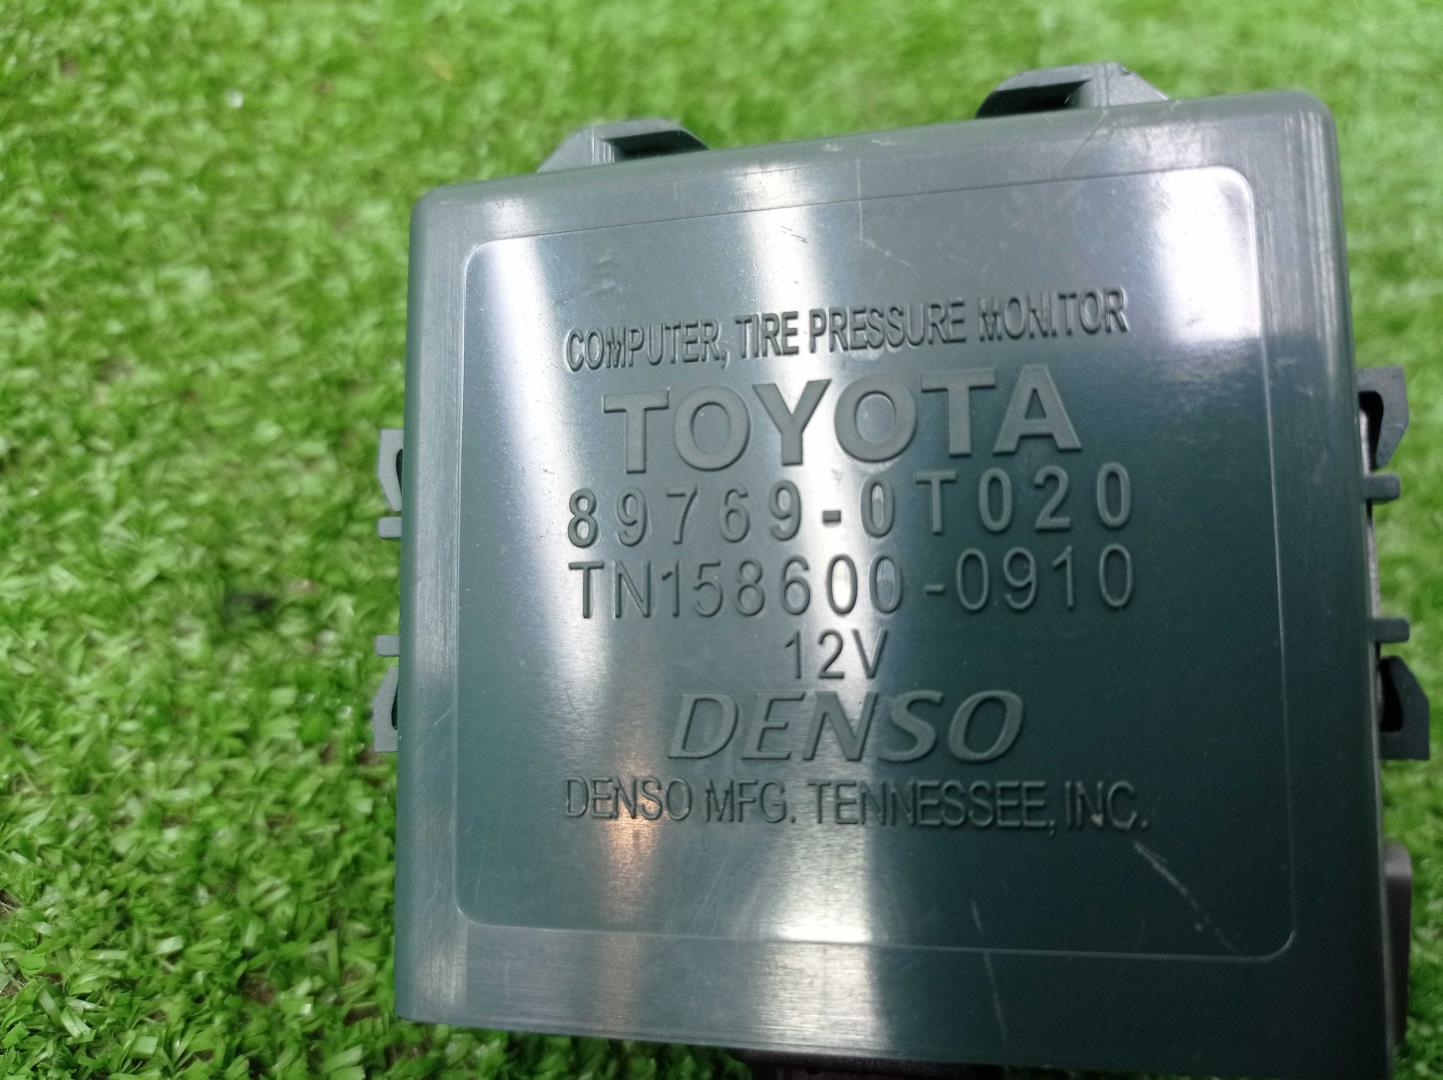 COMPUTER, TIRE PRESSURE MONITOR
TOYOTA
89769-0T020
TN158600-0910
12V
DENSO
DENSO MFG. TENNESSEE, INC.